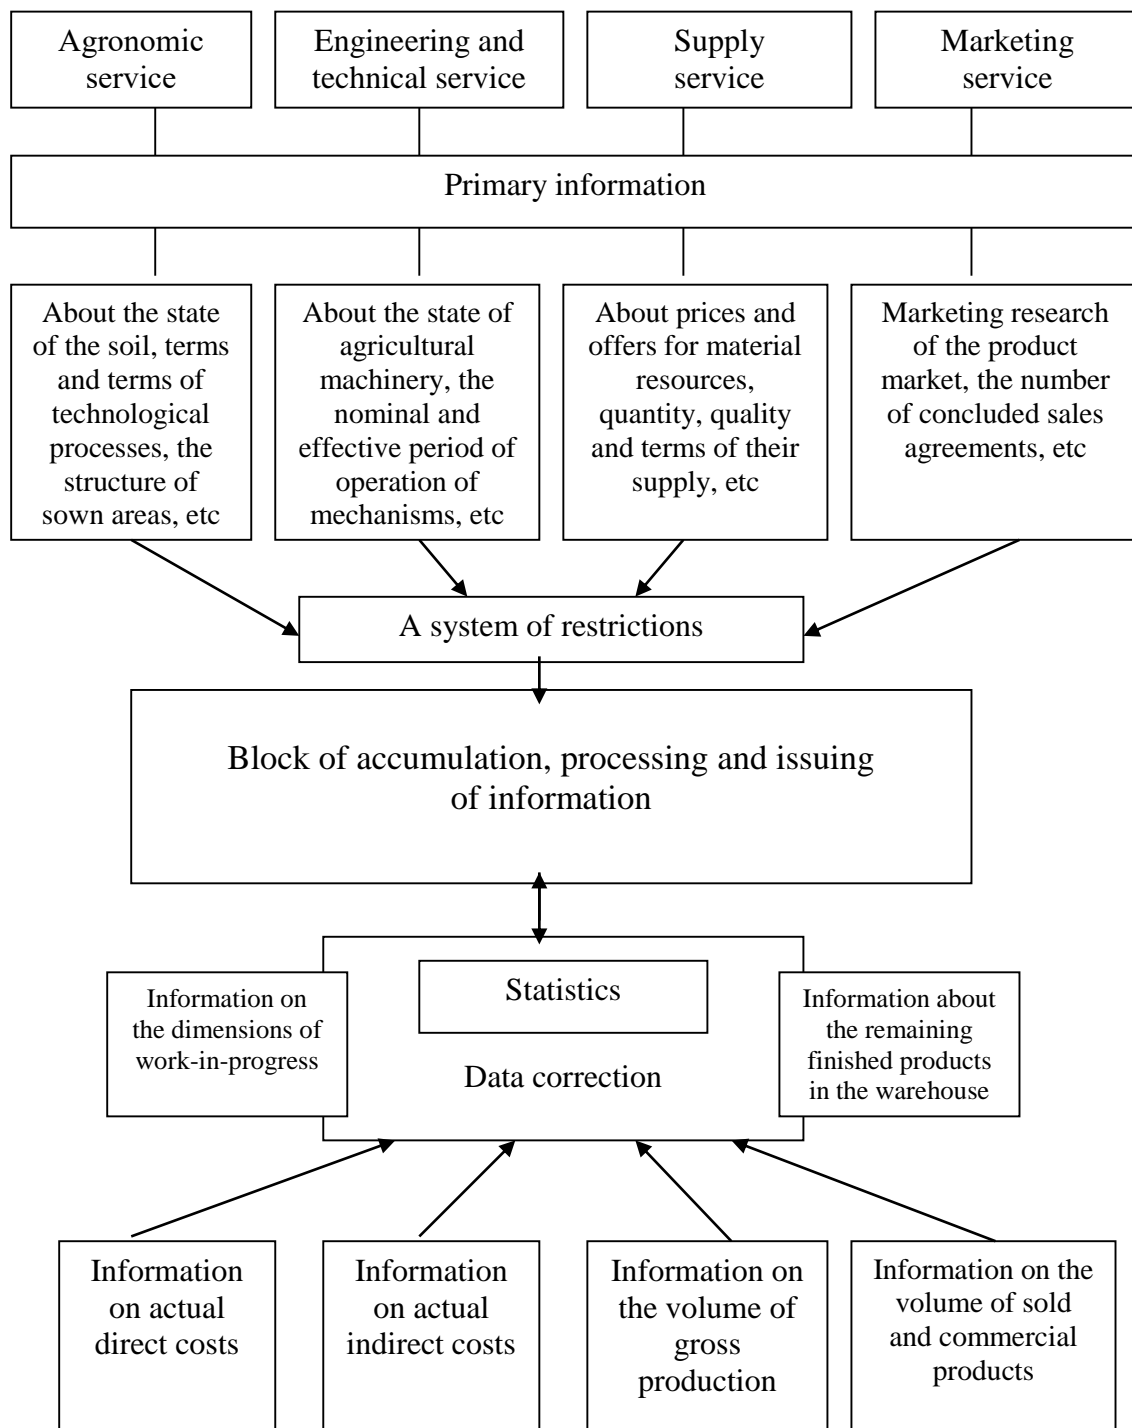 Agronomic
service
Engineering and
technical service
Supply
service
Marketing
service
Primary information
About the state
of the soil, terms
and terms of
technological
processes, the
structure of
sown areas, etc
About the state of
agricultural
machinery, the
nominal and
effective period of
operation of
mechanisms, etc
About prices and
offers for material
resources,
quantity, quality
and terms of their
supply, etc
Marketing research
of the product
market, the number
of concluded sales
agreements, etc
A system of restrictions
Block of accumulation, processing and issuing
of information
Information on
the dimensions of
work-in-progress
Statistics
Data correction
Information about
the remaining
finished products
in the warehouse
Information
on actual
direct costs
Information
on actual
indirect costs
Information on
the volume of
gross
production
Information on the
volume of sold
and commercial
products